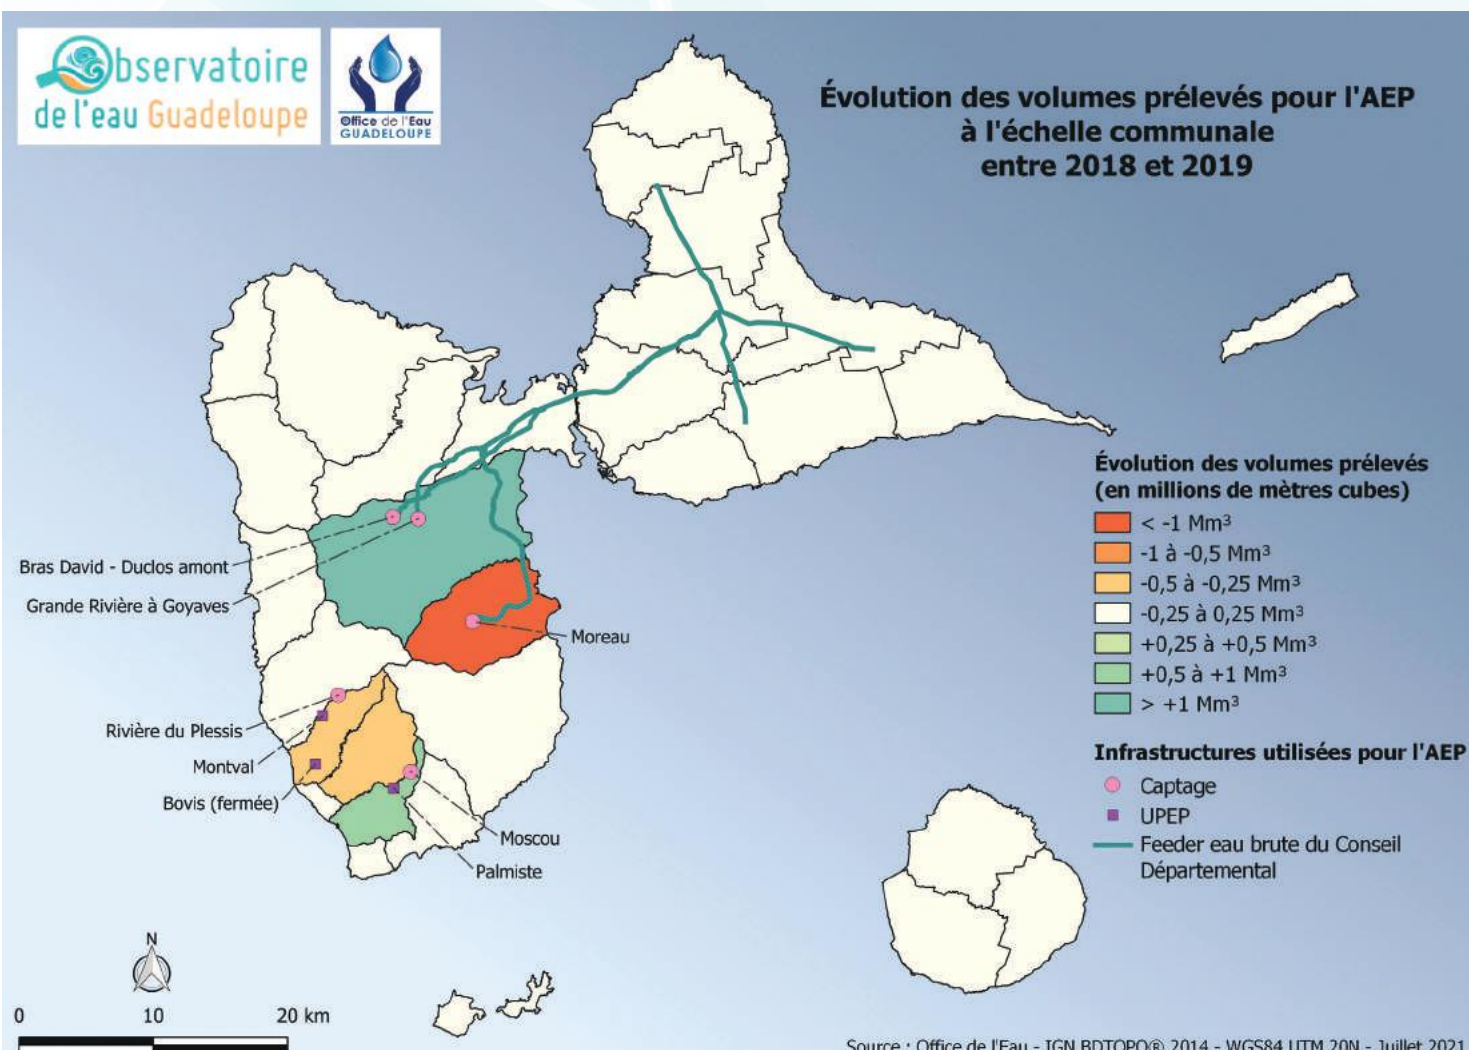 Observatoire
de l'eau Guadeloupe
Office de l'Eau
GUADELOUPE
Évolution des volumes prélevés pour l'AEP
à l'échelle communale
entre 2018 et 2019
Bras David - Duclos amont
Grande Rivière à Goyaves
Moreau
Rivière du Plessis
Montval
Bovis (fermée)
Moscou
Palmiste
Évolution des volumes prélevés
(en millions de mètres cubes)
< -1 Mm³
-1 à -0,5 Mm³
-0,5 à -0,25 Mm³
-0,25 à 0,25 Mm³
+0,25 à +0,5 Mm³
+0,5 à +1 Mm³
> +1 Mm³
Infrastructures utilisées pour l'AEP
Captage
UPEP
Feeder eau brute du Conseil
Départemental
N
0 10 20 km
Source : Office de l'Eau - IGN BDTOPO® 2014 - WGS84 UTM 20N - Juillet 2021